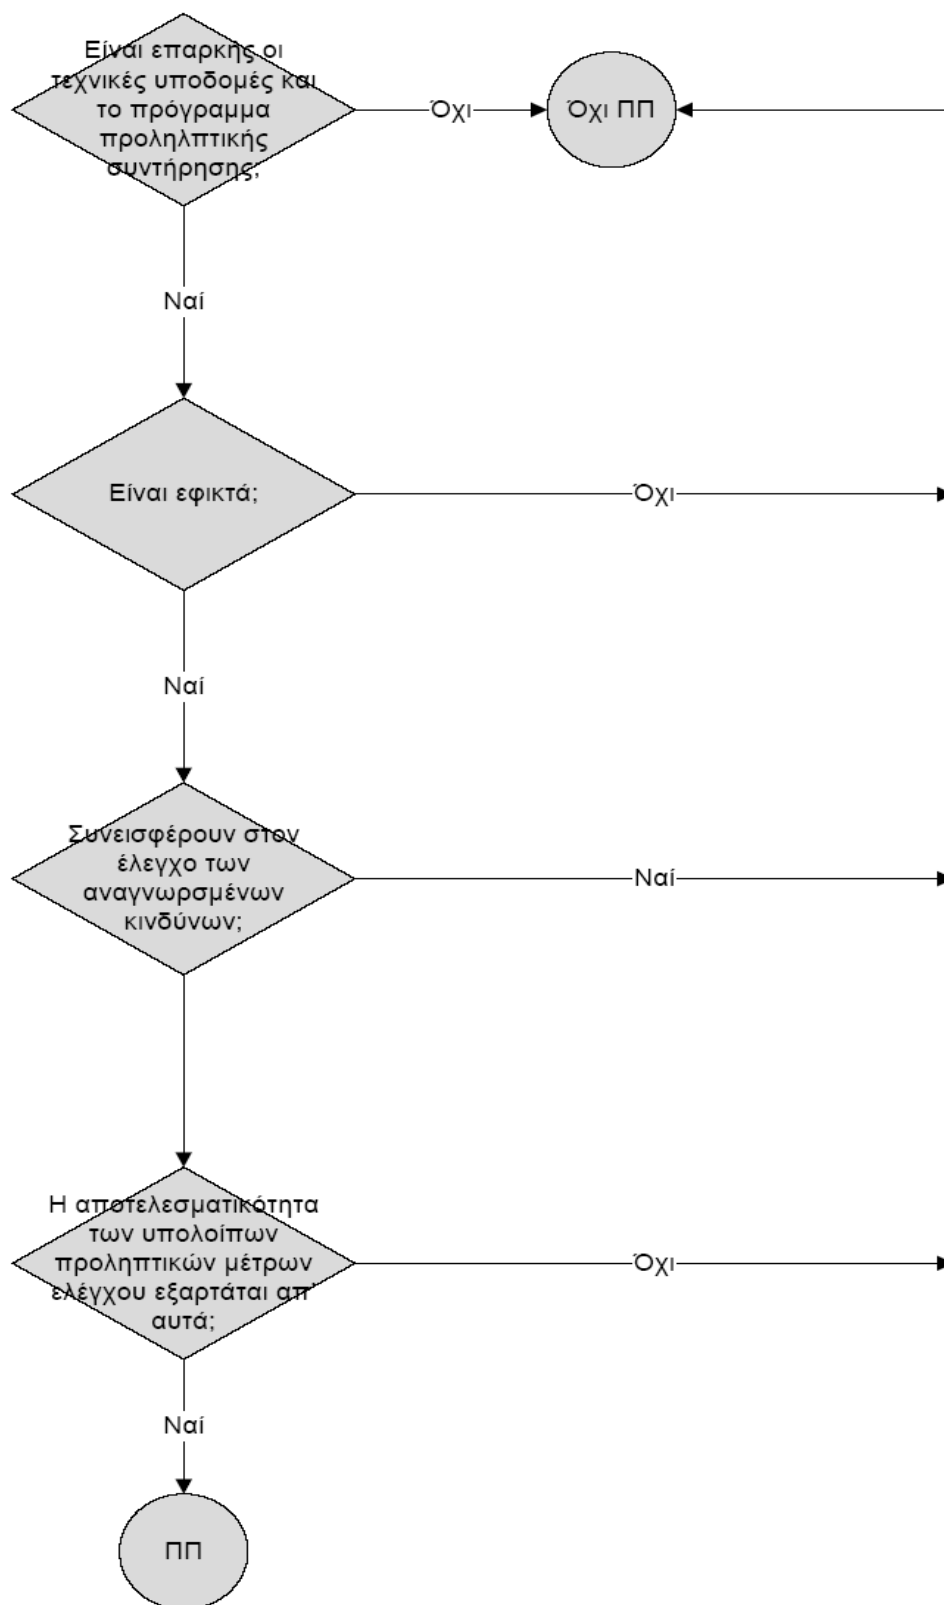 Είναι επαρκής οι
τεχνικές υποδομές και
το πρόγραμμα
προληλπτικής
συντήρησης;
Όχι
Όχι ΠΠ
Ναί
Είναι εφικτά;
Όχι
Ναί
Συνεισφέρουν στον
έλεγχο των
αναγνωρσμένων
κινδύνων;
Ναί
Η αποτελεσματικότητα
των υπολοίπων
προληπτικών μέτρων
ελέγχου εξαρτάται απ'
αυτά;
Όχι
Ναί
ΠΠ